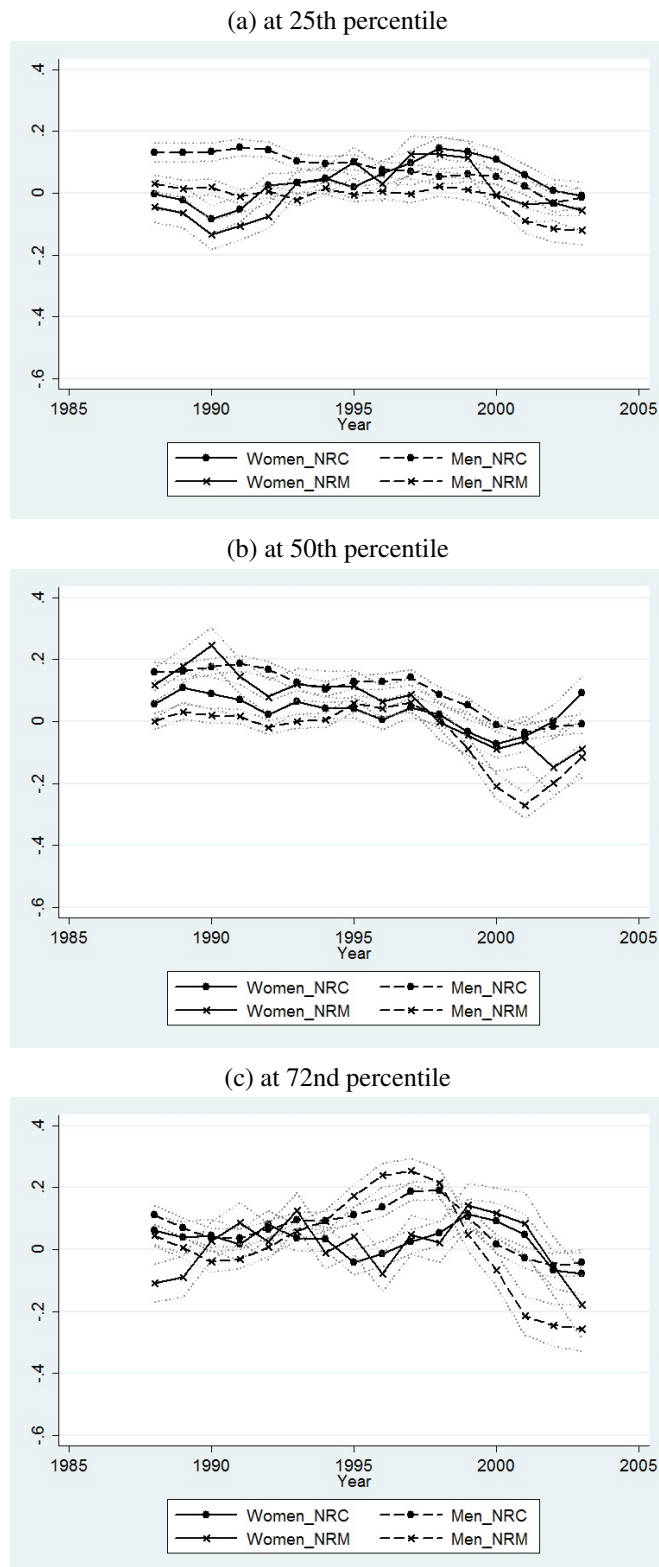 (a) at 25th percentile
.4
.2
0
-.2
-.4
-.6
1985 1990 1995 2000 2005
Year
Women_NRC Men_NRC
Women_NRM Men_NRM
(b) at 50th percentile
.4
.2
0
-.2
-.4
-.6
1985 1990 1995 2000 2005
Year
Women_NRC Men_NRC
Women_NRM Men_NRM
(c) at 72nd percentile
.4
.2
0
-.2
-.4
-.6
1985 1990 1995 2000 2005
Year
Women_NRC Men_NRC
Women_NRM Men_NRM